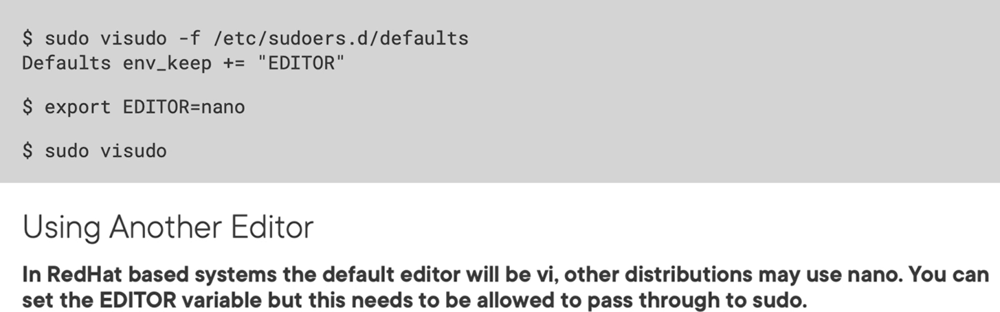 $ sudo visudo -f /etc/sudoers.d/defaults
Defaults env_keep += "EDITOR"
$ export EDITOR=nano
$ sudo visudo
Using Another Editor
In RedHat based systems the default editor will be vi, other distributions may use nano. You can
set the EDITOR variable but this needs to be allowed to pass through to sudo.